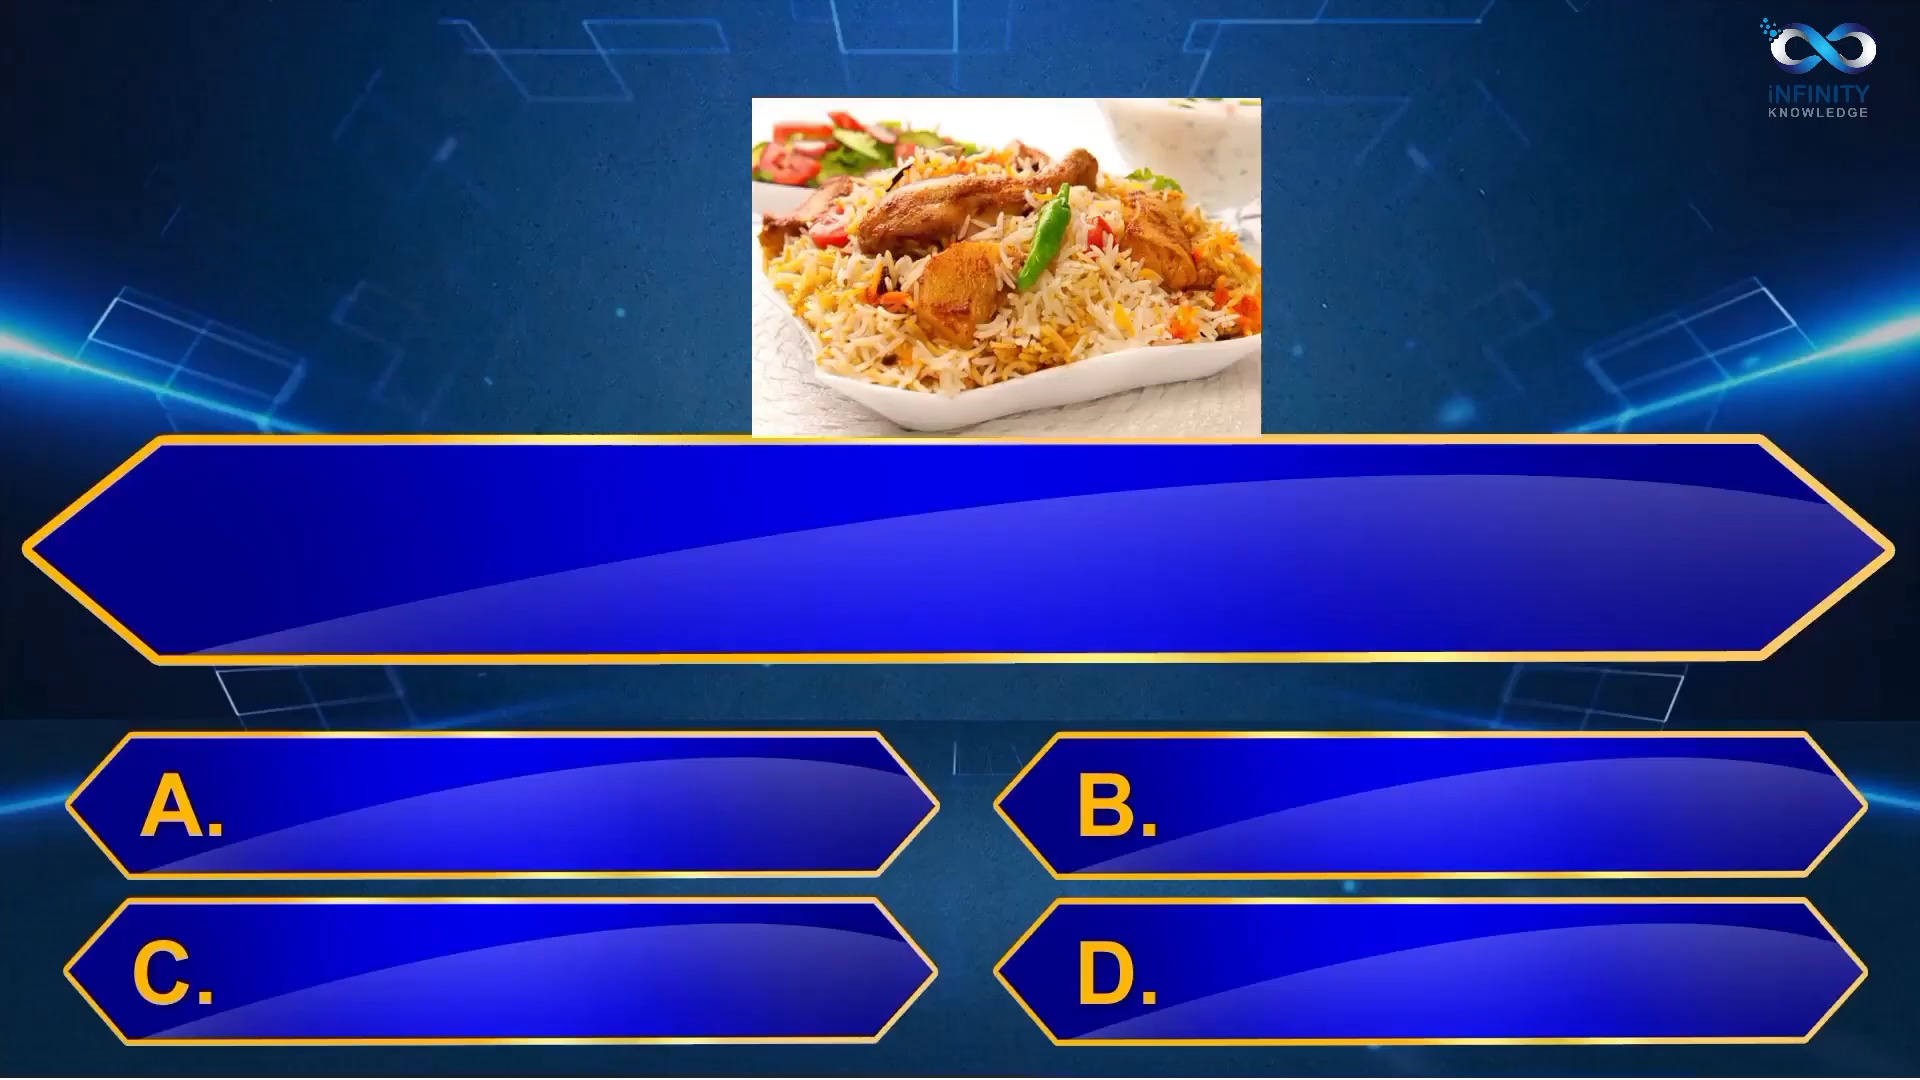 iNFINITY
KNOWLEDGE
A.
B.
C.
D.